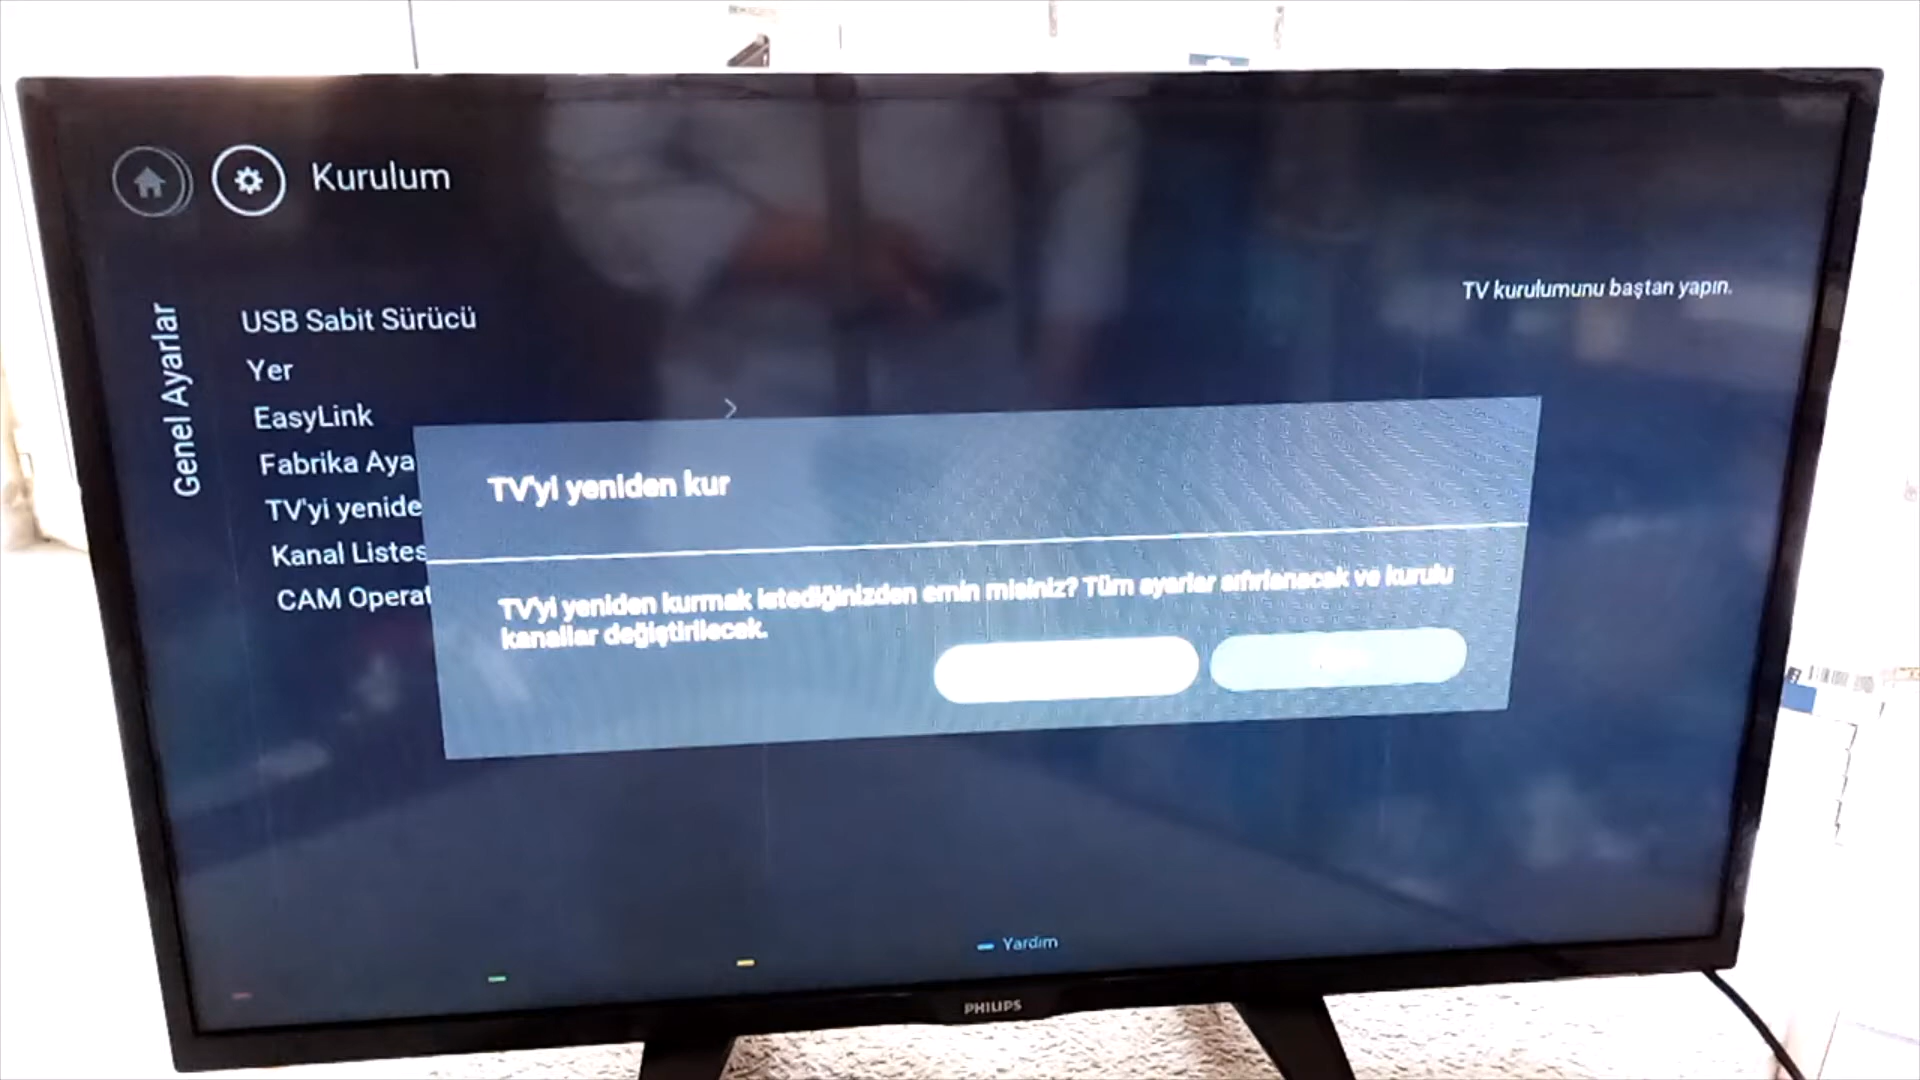 Kurulum
TV kurulumunu baştan yapın.
Genel Ayarlar
USB Sabit Sürücü
Yer
EasyLink
Fabrika Aya
TV'yi yenide
Kanal Listes
CAM Operat
TV'yi yeniden kur
TV'yi yeniden kurmak istediğinizden emin misiniz? Tüm ayarlar sıfırlanacak ve kurulu
kanallar değiştirilecek.
Yardım
PHILIPS